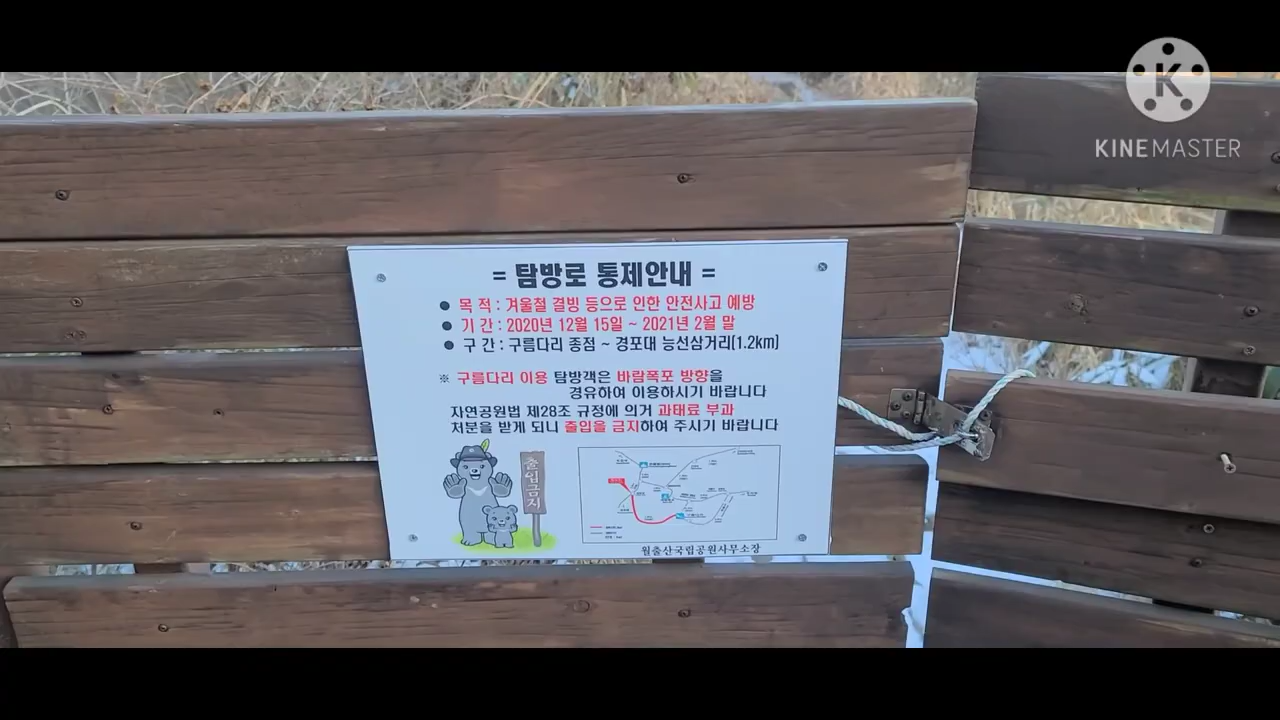 KINEMASTER
= 탐방로 통제안내 =
● 목 적 : 겨울철 결빙 등으로 인한 안전사고 예방
● 기 간 : 2020년 12월 15일 ~ 2021년 2월 말
● 구 간 : 구름다리 종점 ~ 경포대 능선삼거리(1.2km)
※ 구름다리 이용 탐방객은 바람폭포 방향을
경유하여 이용하시기 바랍니다
자연공원법 제28조 규정에 의거 과태료 부과
처분을 받게 되니 출입을 금지하여 주시기 바랍니다
출입금지
월출산국립공원사무소장